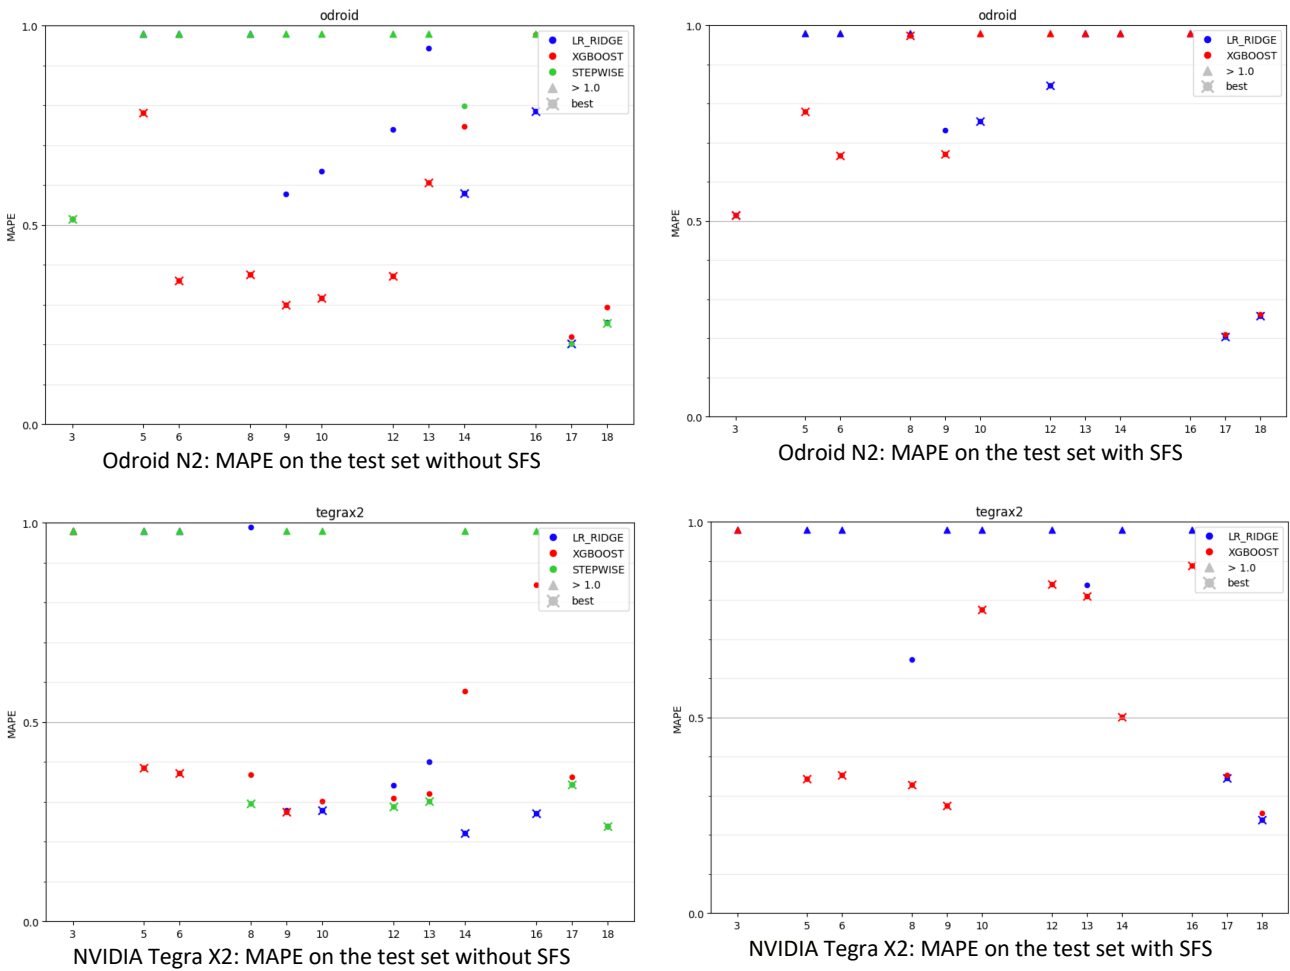 odroid
1.0
LR_RIDGE
XGBOOST
STEPWISE
> 1.0
best
MAPE
0.5
0.0
3 5 6 8 9 10 12 13 14 16 17 18
Odroid N2: MAPE on the test set without SFS
odroid
1.0
LR_RIDGE
XGBOOST
> 1.0
best
MAPE
0.5
0.0
3 5 6 8 9 10 12 13 14 16 17 18
Odroid N2: MAPE on the test set with SFS
tegrax2
1.0
LR_RIDGE
XGBOOST
STEPWISE
> 1.0
best
MAPE
0.5
0.0
3 5 6 8 9 10 12 13 14 16 17 18
NVIDIA Tegra X2: MAPE on the test set without SFS
tegrax2
1.0
LR_RIDGE
XGBOOST
> 1.0
best
MAPE
0.5
0.0
3 5 6 8 9 10 12 13 14 16 17 18
NVIDIA Tegra X2: MAPE on the test set with SFS